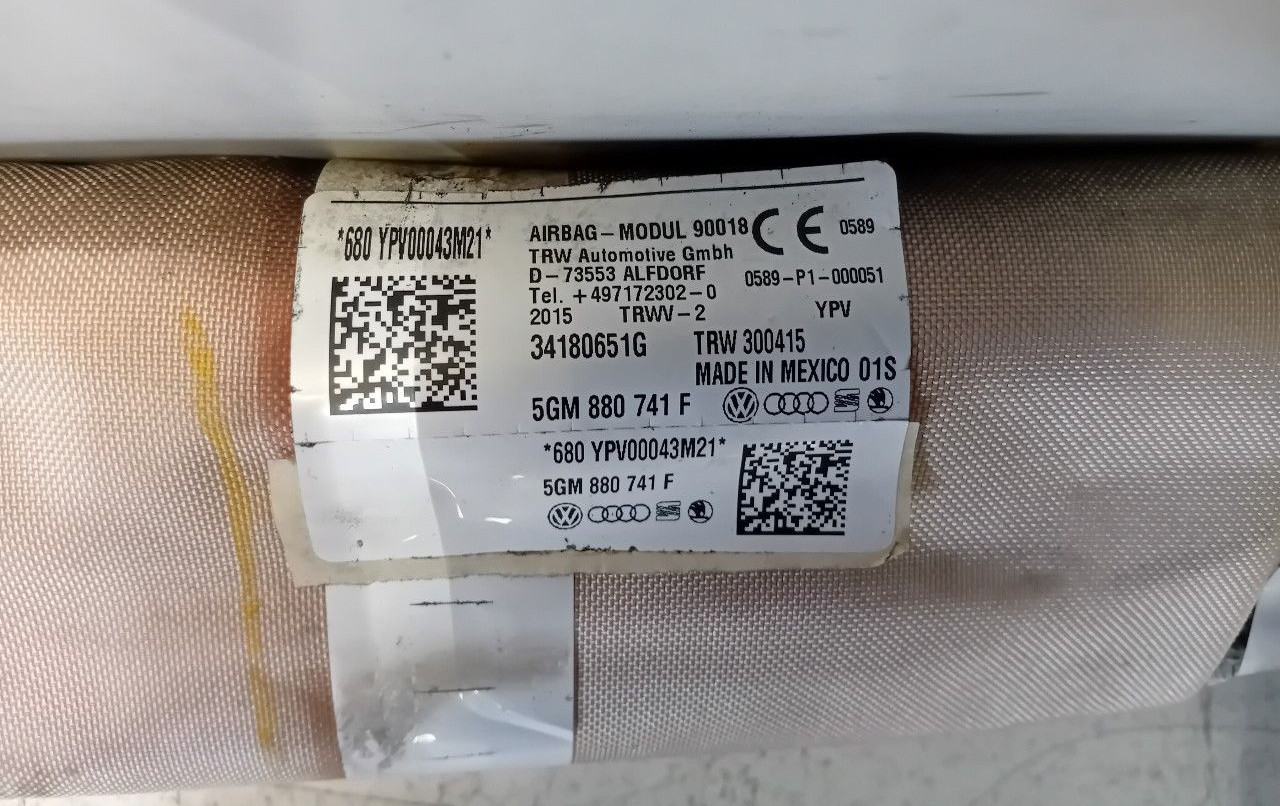 *680 YPV00043M21*
AIRBAG-MODUL 90018 CE 0589
TRW Automotive Gmbh
D-73553 ALFDORF 0589-P1-000051
Tel. +497172302-0
2015 TRWV-2 YPV
34180651G TRW 300415
MADE IN MEXICO 01S
5GM 880 741 F
*680 YPV00043M21*
5GM 880 741 F